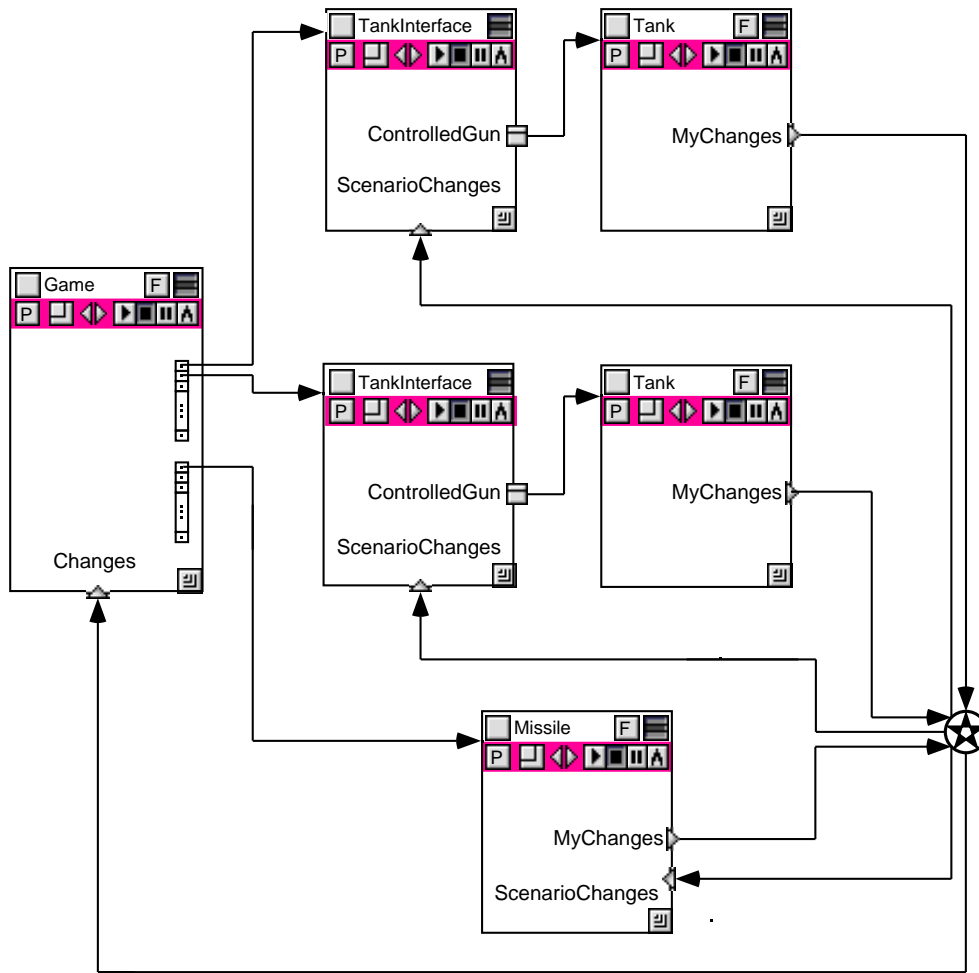 TankInterface
P
ControlledGun
ScenarioChanges
Tank F
P
MyChanges
Game F
P
Changes
TankInterface
P
ControlledGun
ScenarioChanges
Tank F
P
MyChanges
Missile F
P
MyChanges
ScenarioChanges